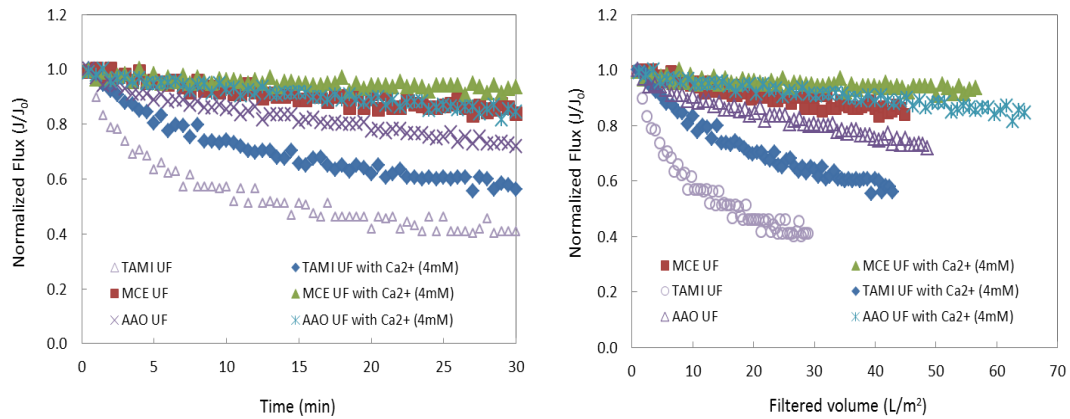 Normalized Flux (J/J0)
1.2
1.0
0.8
0.6
0.4
0.2
0.0
TAMI UF
TAMI UF with Ca2+ (4mM)
MCE UF
MCE UF with Ca2+ (4mM)
AAO UF
AAO UF with Ca2+ (4mM)
0 5 10 15 20 25 30
Time (min)
Normalized Flux (J/J0)
1.2
1.0
0.8
0.6
0.4
0.2
0.0
MCE UF
MCE UF with Ca2+ (4mM)
TAMI UF
TAMI UF with Ca2+ (4mM)
AAO UF
AAO UF with Ca2+ (4mM)
0 10 20 30 40 50 60 70
Filtered volume (L/m²)